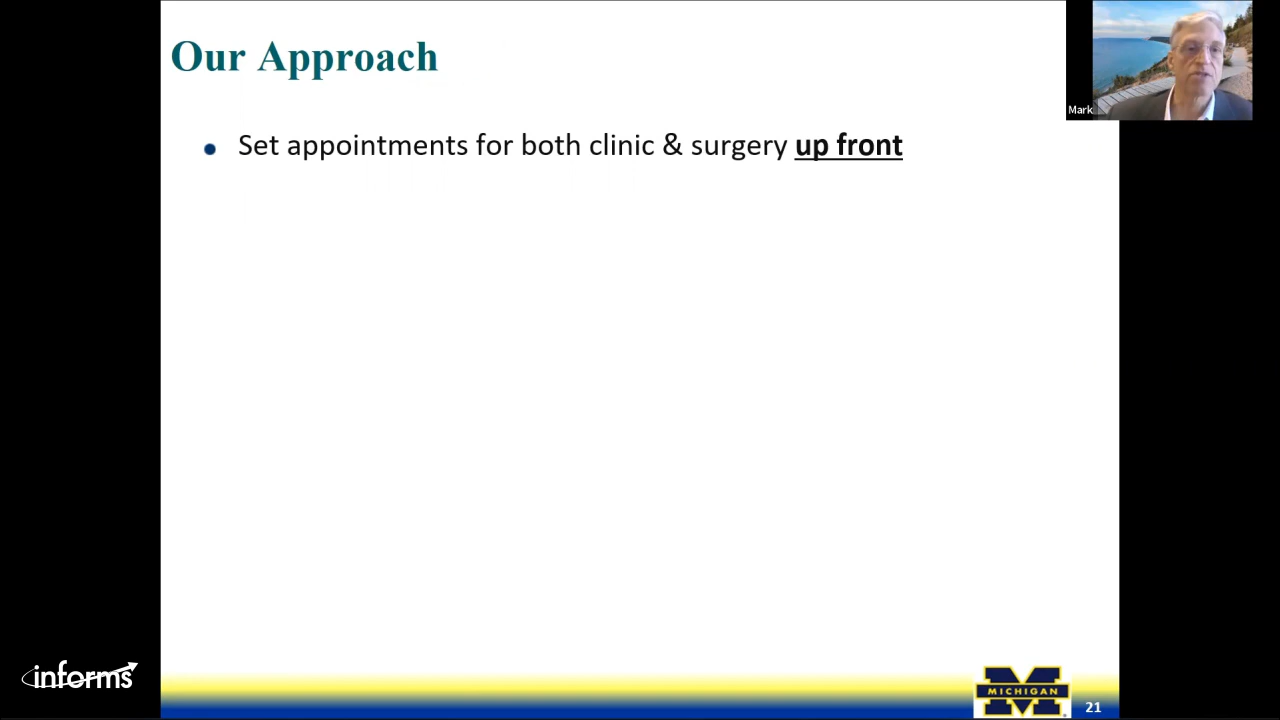 Our Approach
Mark
Set appointments for both clinic & surgery up front
informs
MICHIGAN
21